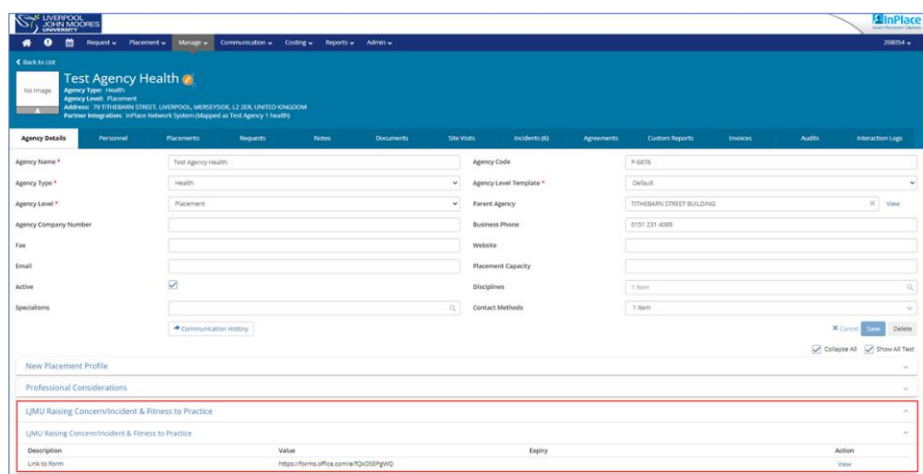 LIVERPOOL
JOHN MOORES
UNIVERSITY
InPlace
Request Placement Manage Communication Costing Reports Admin 208054
Back to List
No Image
Test Agency Health
Agency Type: Health
Agency Level: Placement
Address: 79 TITHEBARN STREET, LIVERPOOL, MERSEYSIDE, L2 2ER, UNITED KINGDOM
Partner Integration: InPlace Network System (Mapped as Test Agency 1 health)
Agency Details Personnel Placements Requests Notes Documents Site Visits Incidents (6) Agreements Custom Reports Invoices Audits Interaction Logs
Agency Name * Test Agency Health Agency Code P-6876
Agency Type * Health Agency Level Template * Default
Agency Level * Placement Parent Agency TITHEBARN STREET BUILDING X View
Agency Company Number Business Phone 0151 231 4089
Fax Website
Email Placement Capacity
Active Disciplines 1 item
Specialisms Contact Methods 1 item
Communication History X Cancel Save Delete
Collapse All Show All Text
New Placement Profile
Professional Considerations
LJMU Raising Concern/Incident & Fitness to Practice
LJMU Raising Concern/Incident & Fitness to Practice
Description Value Expiry Action
Link to Form View